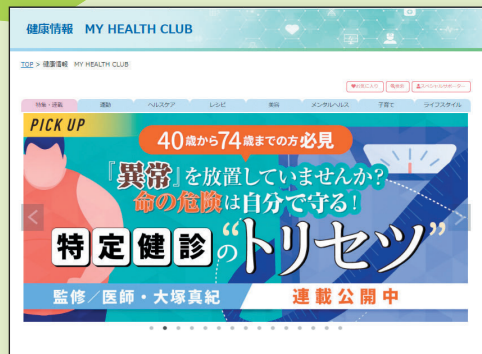 健康情報 MY HEALTH CLUB
TOP > 健康情報 MY HEALTH CLUB
特集・連載 運動 ヘルスケア レシピ 美容 メンタルヘルス 子育て ライフスタイル
PICK UP
40歳から74歳までの方必見
『異常』を放置していませんか?
命の危険は自分で守る!
特定健診の“トリセツ”
監修/医師・大塚真紀 連載公開中